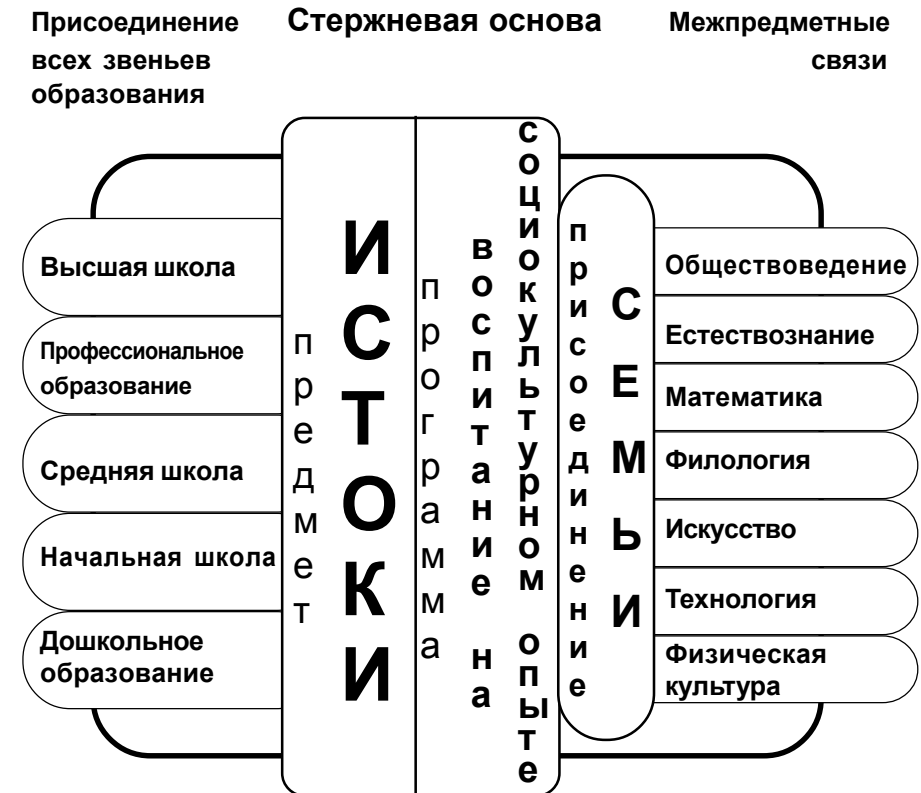 Присоединение
всех звеньев
образования
Стержневая основа
Межпредметные
связи
Высшая школа
Профессиональное
образование
Средняя школа
Начальная школа
Дошкольное
образование
предмет
ИСТОКИ
программа
воспитание на
социокультурном опыте
присоединение
СЕМЬИ
Обществоведение
Естествознание
Математика
Филология
Искусство
Технология
Физическая
культура